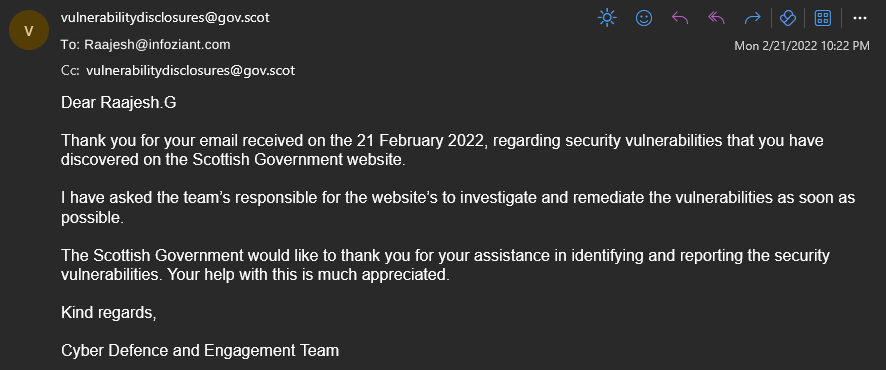 vulnerabilitydisclosures@gov.scot
V
To: Raajesh@infoziant.com
Mon 2/21/2022 10:22 PM
Cc: vulnerabilitydisclosures@gov.scot
Dear Raajesh.G
Thank you for your email received on the 21 February 2022, regarding security vulnerabilities that you have
discovered on the Scottish Government website.
I have asked the team's responsible for the website's to investigate and remediate the vulnerabilities as soon as
possible.
The Scottish Government would like to thank you for your assistance in identifying and reporting the security
vulnerabilities. Your help with this is much appreciated.
Kind regards,
Cyber Defence and Engagement Team